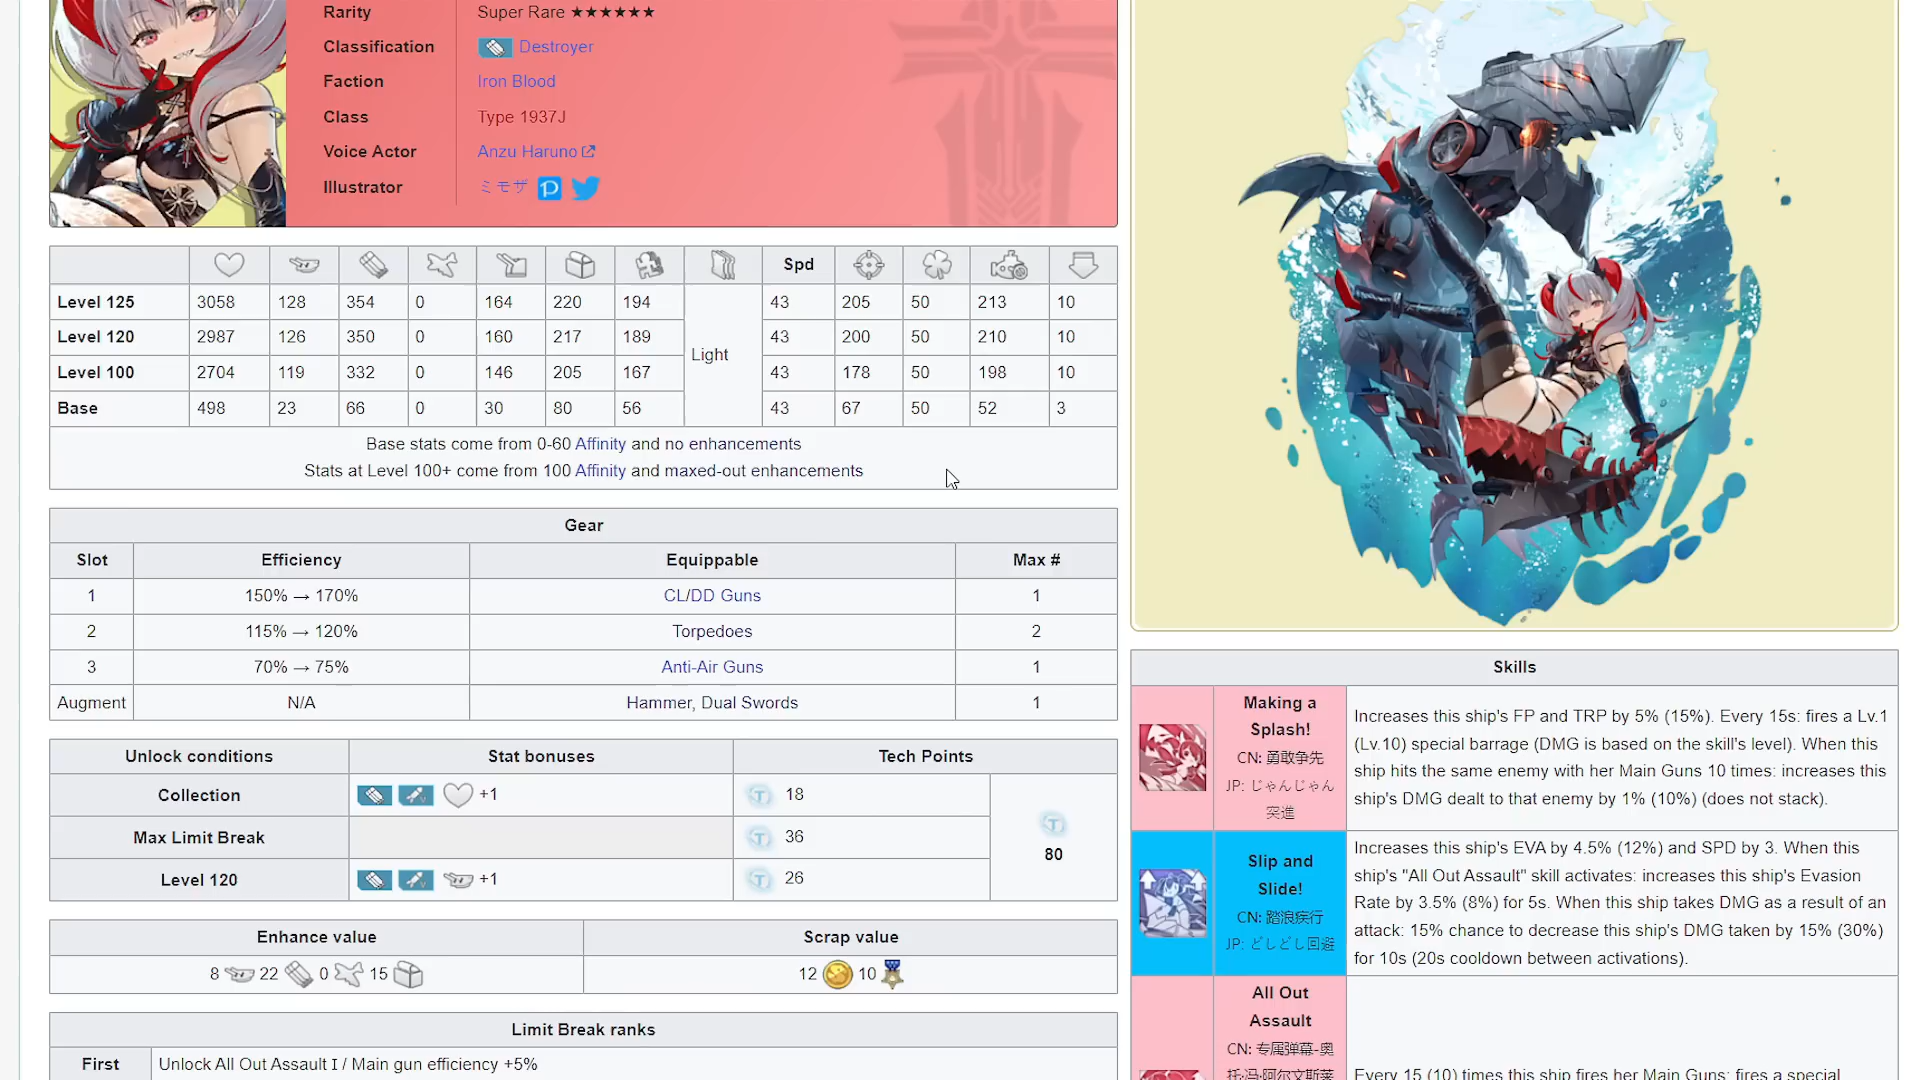 Rarity Super Rare ★★★★★★
Classification Destroyer
Faction Iron Blood
Class Type 1937J
Voice Actor Anzu Haruno
Illustrator ミモザ
Spd
Level 125 3058 128 354 0 164 220 194 43 205 50 213 10
Level 120 2987 126 350 0 160 217 189 43 200 50 210 10
Light
Level 100 2704 119 332 0 146 205 167 43 178 50 198 10
Base 498 23 66 0 30 80 56 43 67 50 52 3
Base stats come from 0-60 Affinity and no enhancements
Stats at Level 100+ come from 100 Affinity and maxed-out enhancements
Gear
Slot Efficiency Equippable Max #
1 150% → 170% CL/DD Guns 1
2 115% → 120% Torpedoes 2
3 70% → 75% Anti-Air Guns 1
Augment N/A Hammer, Dual Swords 1
Unlock conditions Stat bonuses Tech Points
Collection +1 T 18
Max Limit Break T 36
T 80
Level 120 +1 T 26
Enhance value Scrap value
8 22 0 15 12 10
Limit Break ranks
First Unlock All Out Assault I / Main gun efficiency +5%
Skills
Making a
Splash!
CN: 勇敢争先
JP: じゃんじゃん
突進
Increases this ship's FP and TRP by 5% (15%). Every 15s: fires a Lv.1
(Lv.10) special barrage (DMG is based on the skill's level). When this
ship hits the same enemy with her Main Guns 10 times: increases this
ship's DMG dealt to that enemy by 1% (10%) (does not stack).
Slip and
Slide!
CN: 踏浪疾行
JP: どしどし回避
Increases this ship's EVA by 4.5% (12%) and SPD by 3. When this
ship's "All Out Assault" skill activates: increases this ship's Evasion
Rate by 3.5% (8%) for 5s. When this ship takes DMG as a result of an
attack: 15% chance to decrease this ship's DMG taken by 15% (30%)
for 10s (20s cooldown between activations).
All Out
Assault
CN: 专属弹幕-奥
托·冯·阿尔文斯莱
Every 15 (10) times this ship fires her Main Guns: fires a special